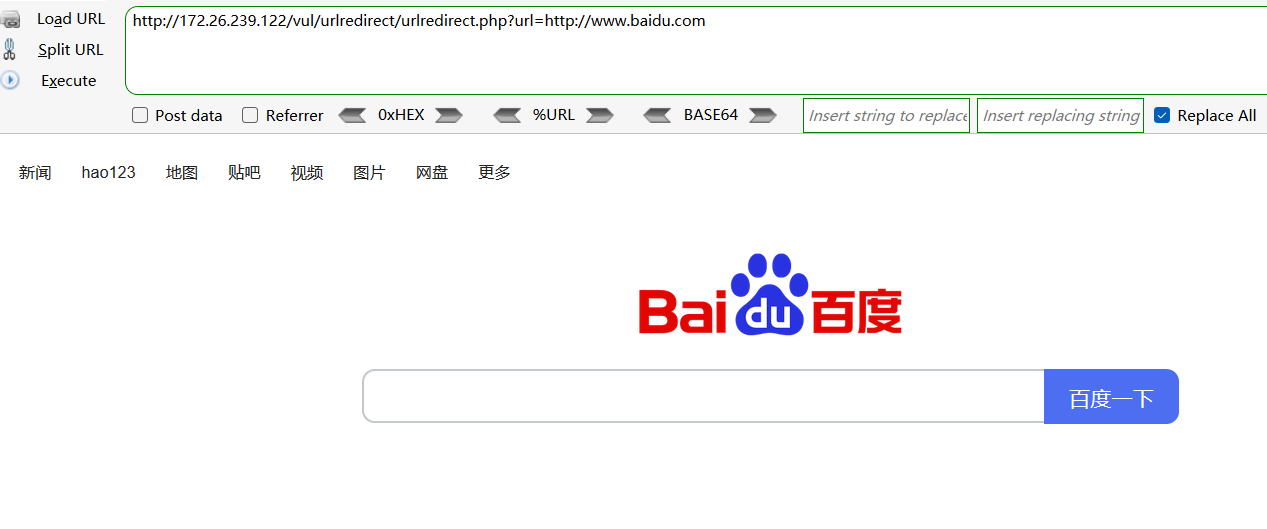 Load URL
http://172.26.239.122/vul/urlredirect/urlredirect.php?url=http://www.baidu.com
Split URL
Execute
Post data Referrer 0xHEX %URL BASE64 Insert string to replace Insert replacing string Replace All
新闻 hao123 地图 贴吧 视频 图片 网盘 更多
Bai du 百度
百度一下